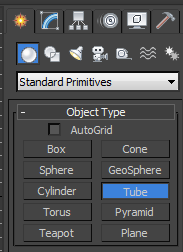 Standard Primitives
- Object Type
AutoGrid
Box Cone
Sphere GeoSphere
Cylinder Tube
Torus Pyramid
Teapot Plane